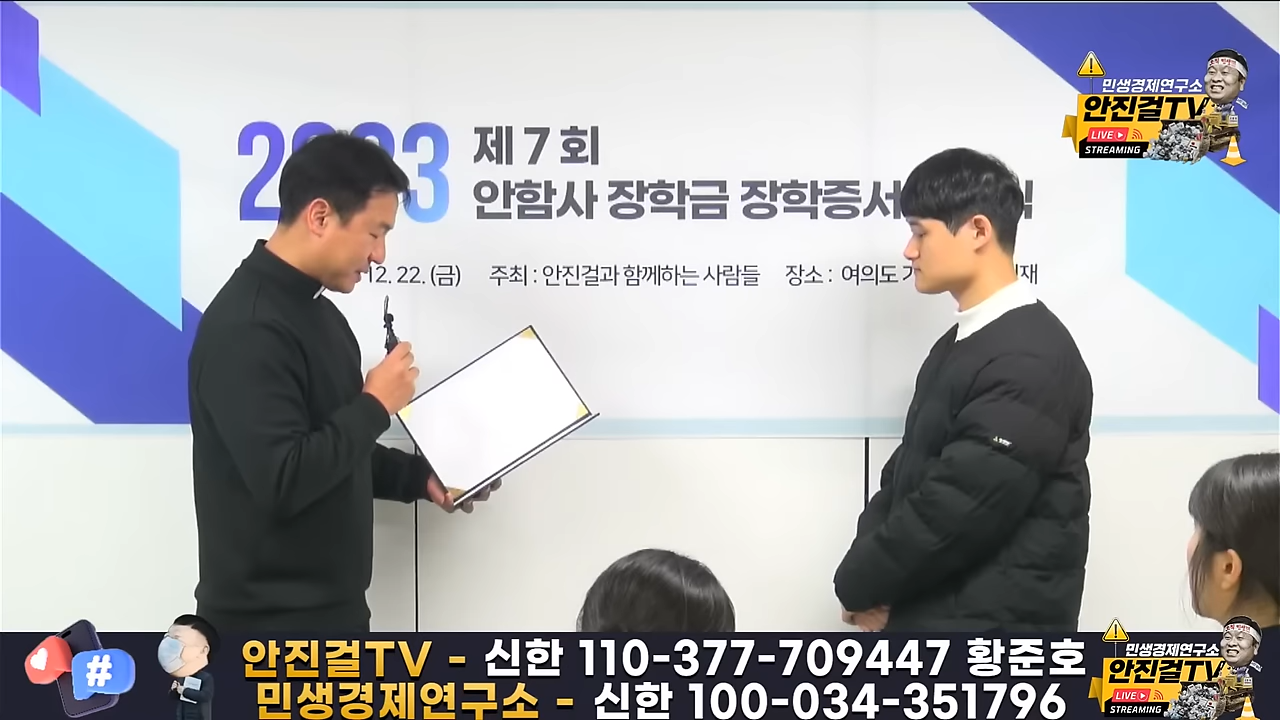 2023
제 7 회
안함사 장학금 장학증서
12. 22. (금) 주최 : 안진걸과 함께하는 사람들 장소 : 여의도
민생경제연구소
안진걸TV
LIVE
STREAMING
#
안진걸TV - 신한 110-377-709447 황준호
민생경제연구소 - 신한 100-034-351796
민생경제연구소
안진걸TV
LIVE
STREAMING